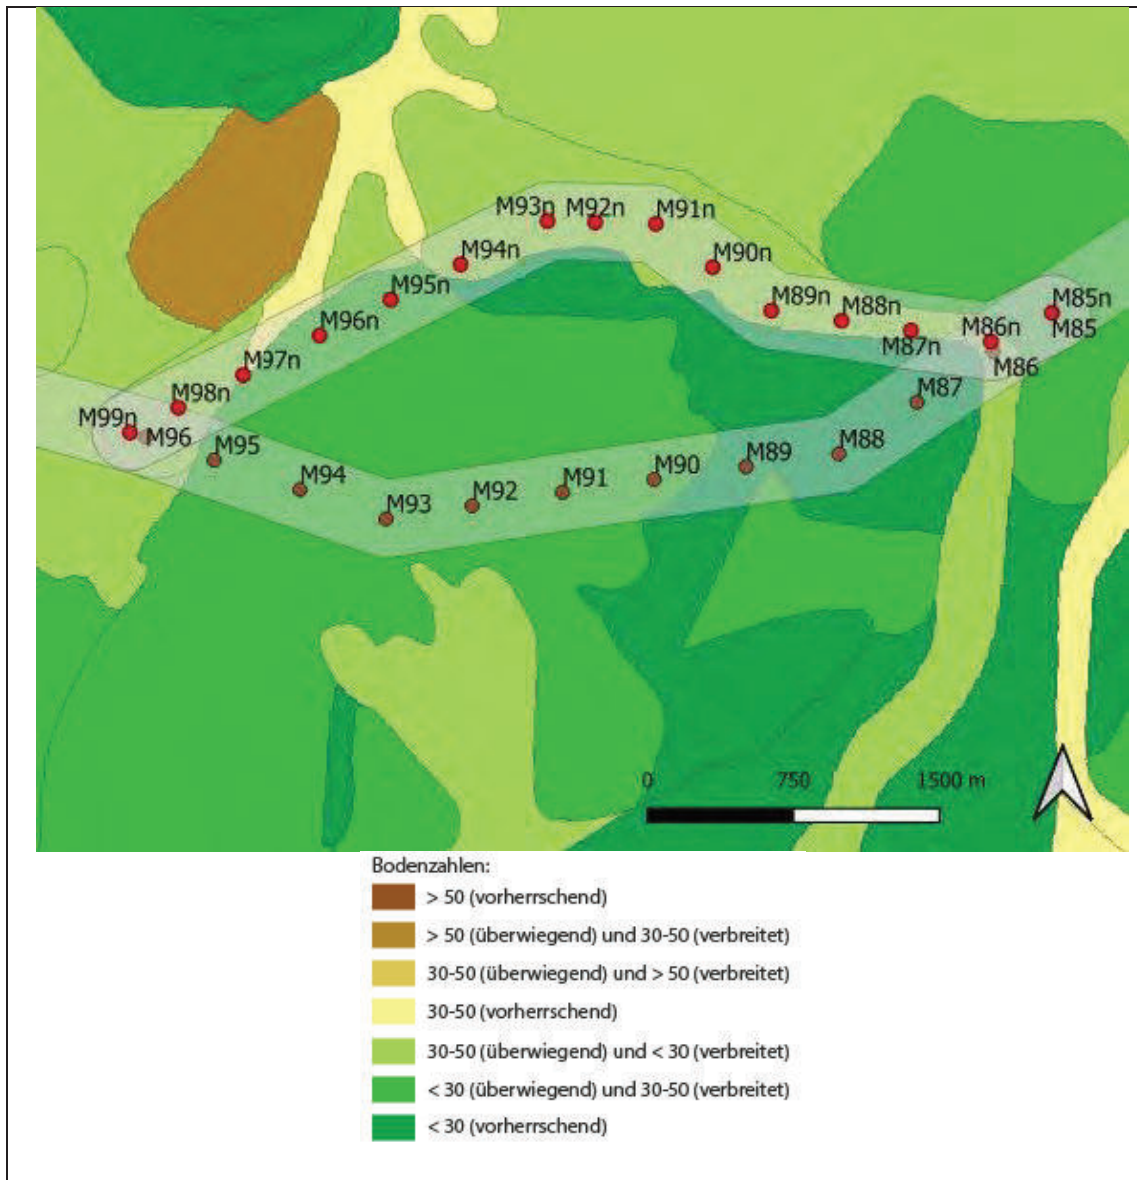 M93n M92n M91n
M94n M90n
M95n M89n M88n M85n
M96n M87n M86n M85
M97n M86
M98n M87
M99n M96 M95 M89 M88
M94 M93 M92 M91 M90
0 750 1500 m
Bodenzahlen:
> 50 (vorherrschend)
> 50 (überwiegend) und 30-50 (verbreitet)
30-50 (überwiegend) und > 50 (verbreitet)
30-50 (vorherrschend)
30-50 (überwiegend) und < 30 (verbreitet)
< 30 (überwiegend) und 30-50 (verbreitet)
< 30 (vorherrschend)